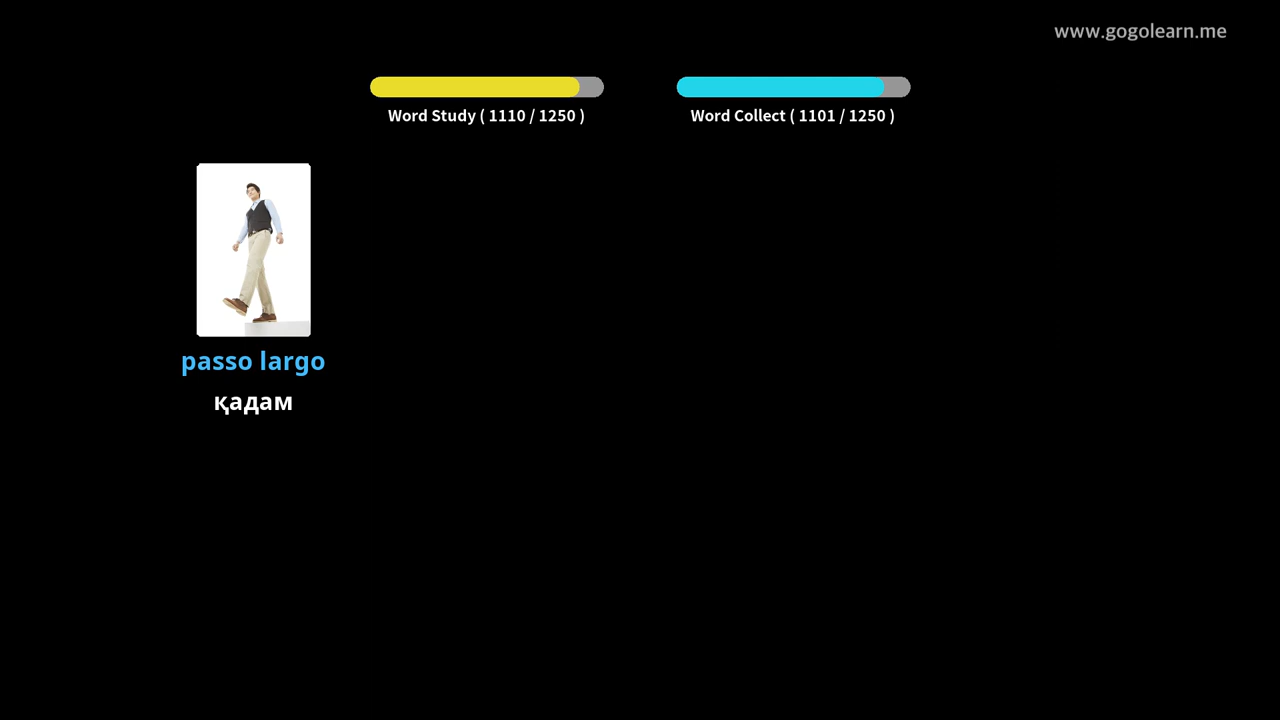 www.gogolearn.me
Word Study ( 1110 / 1250 )
Word Collect ( 1101 / 1250 )
passo largo
қадам